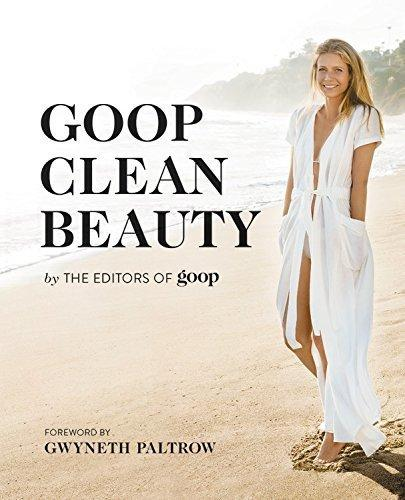 GOOP
CLEAN
BEAUTY
by THE EDITORS OF goop
FOREWORD BY
GWYNETH PALTROW